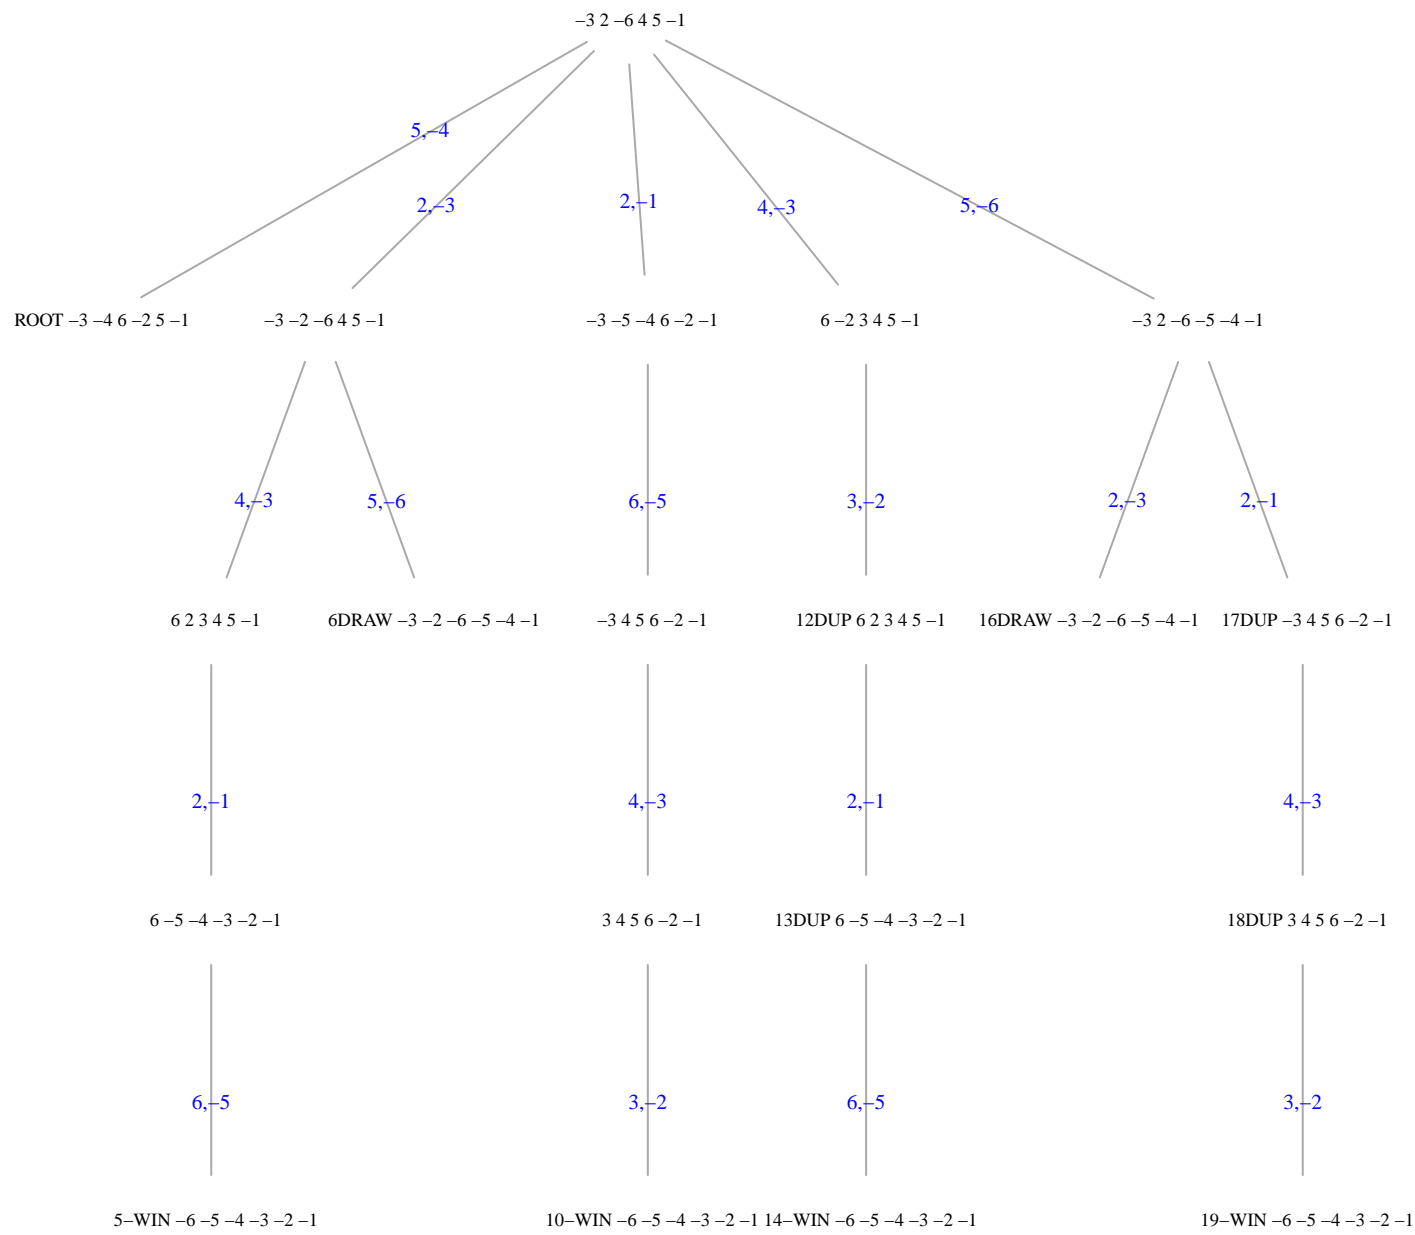 –3 2 –6 4 5 –1
5,–4
2,–3
2,–1
4,–3
5,–6
ROOT –3 –4 6 –2 5 –1
–3 –2 –6 4 5 –1
–3 –5 –4 6 –2 –1
6 –2 3 4 5 –1
–3 2 –6 –5 –4 –1
4,–3
5,–6
6,–5
3,–2
2,–3
2,–1
6 2 3 4 5 –1
6DRAW –3 –2 –6 –5 –4 –1
–3 4 5 6 –2 –1
12DUP 6 2 3 4 5 –1
16DRAW –3 –2 –6 –5 –4 –1
17DUP –3 4 5 6 –2 –1
2,–1
4,–3
2,–1
4,–3
6 –5 –4 –3 –2 –1
3 4 5 6 –2 –1
13DUP 6 –5 –4 –3 –2 –1
18DUP 3 4 5 6 –2 –1
6,–5
3,–2
6,–5
3,–2
5–WIN –6 –5 –4 –3 –2 –1
10–WIN –6 –5 –4 –3 –2 –1
14–WIN –6 –5 –4 –3 –2 –1
19–WIN –6 –5 –4 –3 –2 –1